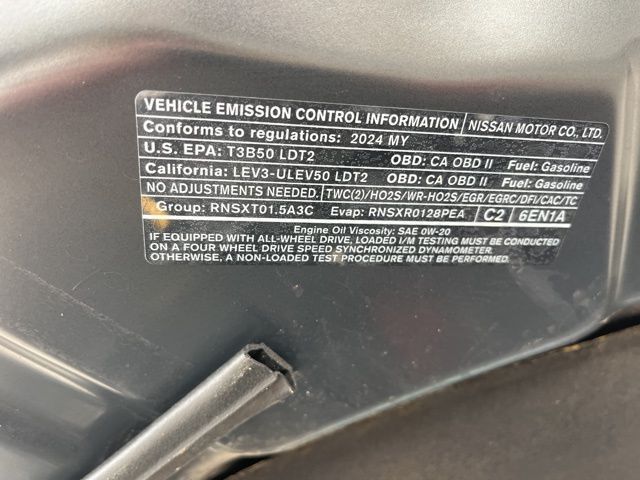 VEHICLE EMISSION CONTROL INFORMATION NISSAN MOTOR CO., LTD.
Conforms to regulations: 2024 MY
U.S. EPA: T3B50 LDT2 OBD: CA OBD II Fuel: Gasoline
California: LEV3-ULEV50 LDT2 OBD: CA OBD II Fuel: Gasoline
NO ADJUSTMENTS NEEDED. TWC(2)/HO2S/WR-HO2S/EGR/EGRC/DFI/CAC/TC
Group: RNSXT01.5A3C Evap: RNSXR0128PEA C2 6EN1A
Engine Oil Viscosity: SAE 0W-20
IF EQUIPPED WITH ALL-WHEEL DRIVE, LOADED I/M TESTING MUST BE CONDUCTED
ON A FOUR WHEEL DRIVE SPEED SYNCHRONIZED DYNAMOMETER.
OTHERWISE, A NON-LOADED TEST PROCEDURE MUST BE PERFORMED.